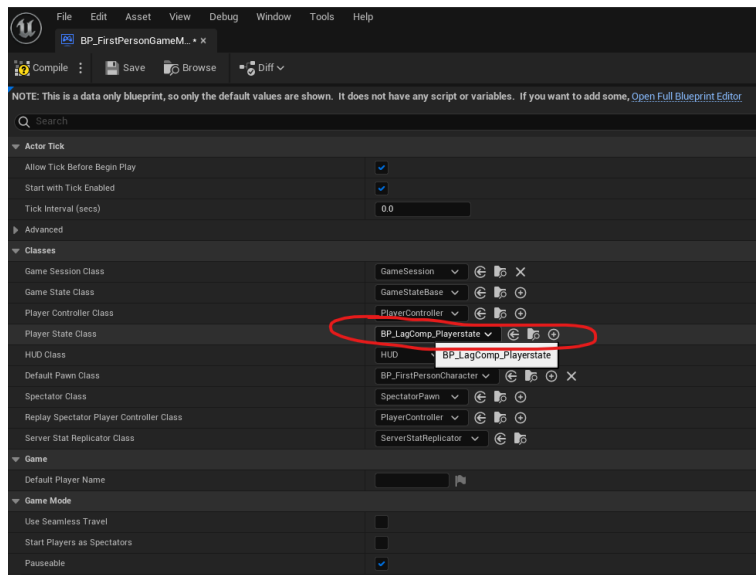 File Edit Asset View Debug Window Tools Help
BP_FirstPersonGameM... • ×
Compile Save Browse Diff
NOTE: This is a data only blueprint, so only the default values are shown. It does not have any script or variables. If you want to add some, Open Full Blueprint Editor
Search
Actor Tick
Allow Tick Before Begin Play
Start with Tick Enabled
Tick Interval (secs) 0.0
Advanced
Classes
Game Session Class GameSession
Game State Class GameStateBase
Player Controller Class PlayerController
Player State Class BP_LagComp_Playerstate
HUD Class HUD BP_LagComp_Playerstate
Default Pawn Class BP_FirstPersonCharacter
Spectator Class SpectatorPawn
Replay Spectator Player Controller Class PlayerController
Server Stat Replicator Class ServerStatReplicator
Game
Default Player Name
Game Mode
Use Seamless Travel
Start Players as Spectators
Pauseable